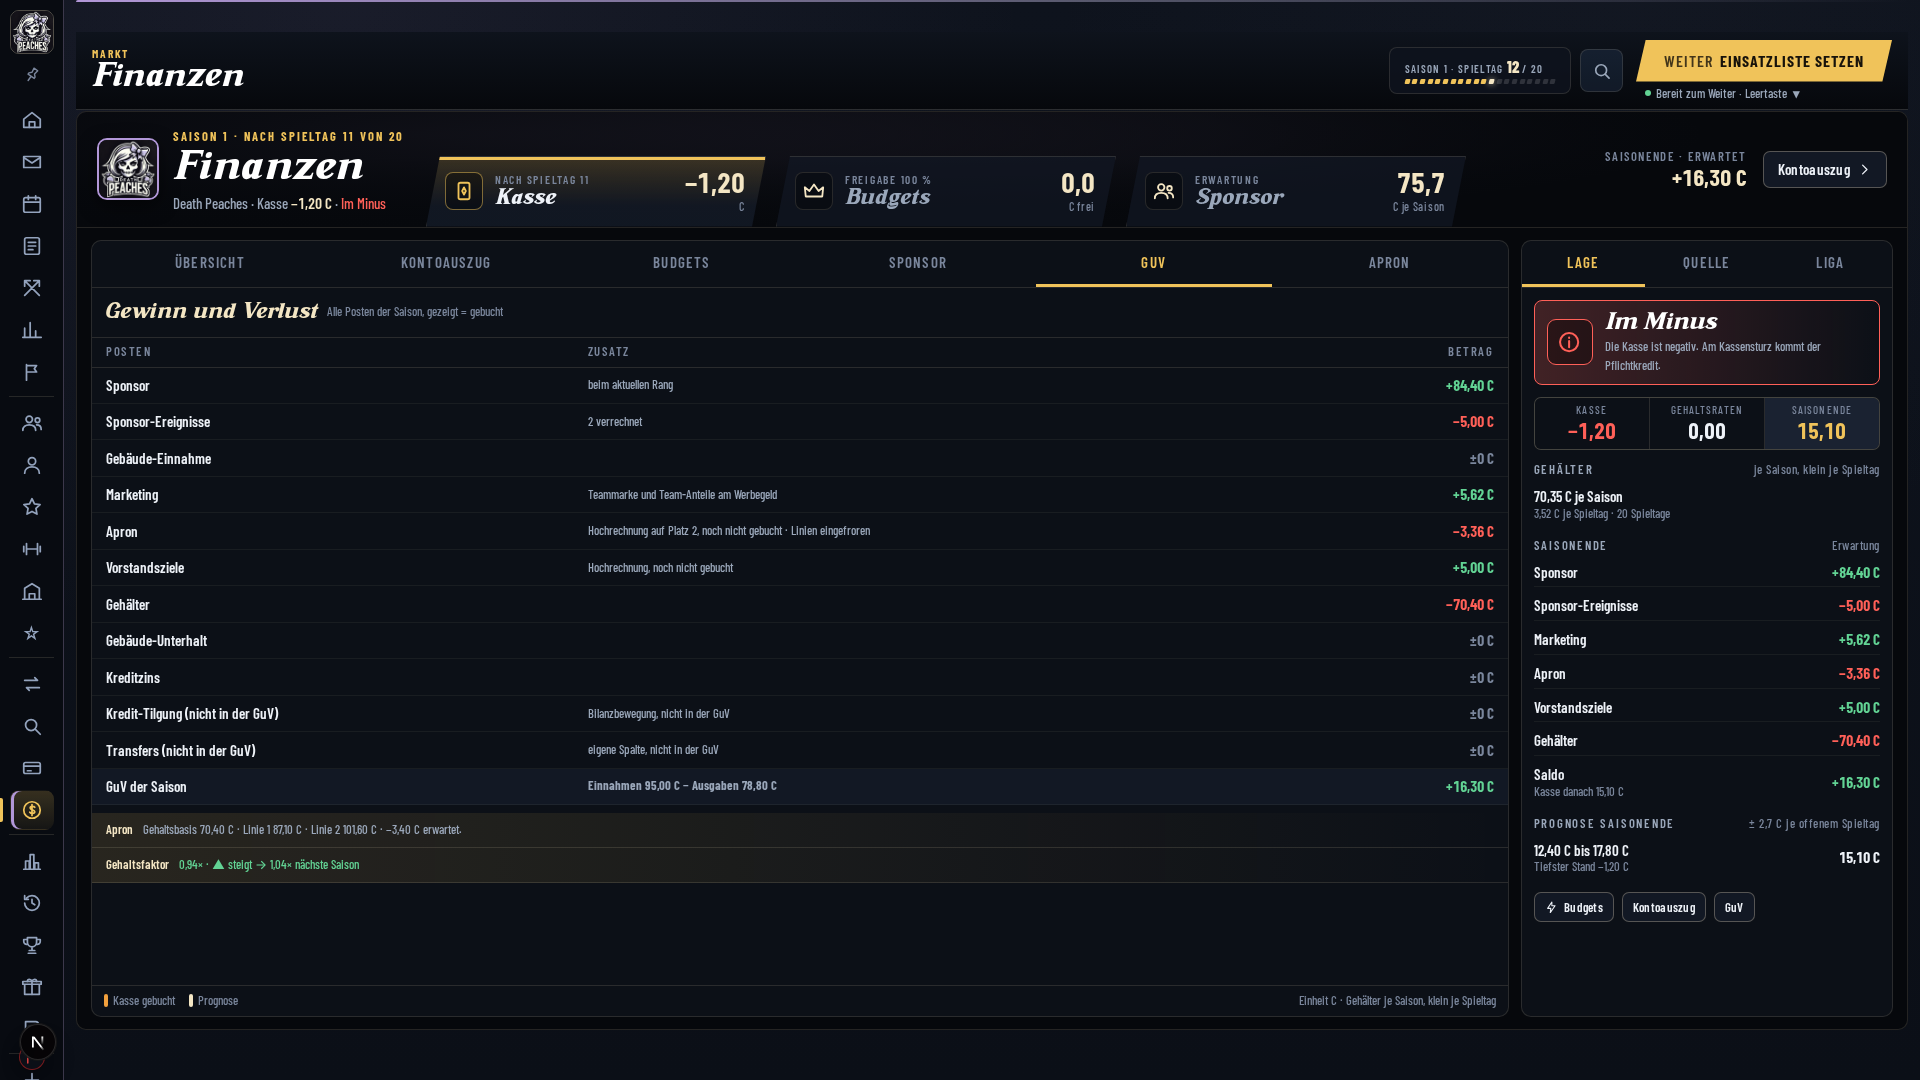 MARKT
Finanzen
SAISON 1 · SPIELTAG 12 / 20
WEITER EINSATZLISTE SETZEN
Bereit zum Weiter · Leertaste ▼
SAISON 1 · NACH SPIELTAG 11 VON 20
Finanzen
Death Peaches · Kasse −1,20 C · Im Minus
NACH SPIELTAG 11
Kasse
−1,20
C
FREIGABE 100 %
Budgets
0,0
C frei
ERWARTUNG
Sponsor
75,7
C je Saison
SAISONENDE · ERWARTET
+16,30 C
Kontoauszug
ÜBERSICHT KONTOAUSZUG BUDGETS SPONSOR GUV APRON
Gewinn und Verlust Alle Posten der Saison, gezeigt = gebucht
POSTEN ZUSATZ BETRAG
Sponsor beim aktuellen Rang +84,40 C
Sponsor-Ereignisse 2 verrechnet −5,00 C
Gebäude-Einnahme ±0 C
Marketing Teammarke und Team-Anteile am Werbegeld +5,62 C
Apron Hochrechnung auf Platz 2, noch nicht gebucht · Linien eingefroren −3,36 C
Vorstandsziele Hochrechnung, noch nicht gebucht +5,00 C
Gehälter −70,40 C
Gebäude-Unterhalt ±0 C
Kreditzins ±0 C
Kredit-Tilgung (nicht in der GuV) Bilanzbewegung, nicht in der GuV ±0 C
Transfers (nicht in der GuV) eigene Spalte, nicht in der GuV ±0 C
GuV der Saison Einnahmen 95,00 C − Ausgaben 78,80 C +16,30 C
Apron Gehaltsbasis 70,40 C · Linie 1 87,10 C · Linie 2 101,60 C · −3,40 C erwartet.
Gehaltsfaktor 0,94× · ▲ steigt → 1,04× nächste Saison
Kasse gebucht Prognose
Einheit C · Gehälter je Saison, klein je Spieltag
LAGE QUELLE LIGA
Im Minus
Die Kasse ist negativ. Am Kassensturz kommt der
Pflichtkredit.
KASSE GEHALTSRATEN SAISONENDE
−1,20 0,00 15,10
GEHÄLTER je Saison, klein je Spieltag
70,35 C je Saison
3,52 C je Spieltag · 20 Spieltage
SAISONENDE Erwartung
Sponsor +84,40 C
Sponsor-Ereignisse −5,00 C
Marketing +5,62 C
Apron −3,36 C
Vorstandsziele +5,00 C
Gehälter −70,40 C
Saldo +16,30 C
Kasse danach 15,10 C
PROGNOSE SAISONENDE ± 2,7 C je offenem Spieltag
12,40 C bis 17,80 C 15,10 C
Tiefster Stand −1,20 C
Budgets Kontoauszug GuV
PEACHES
PEACHES
N